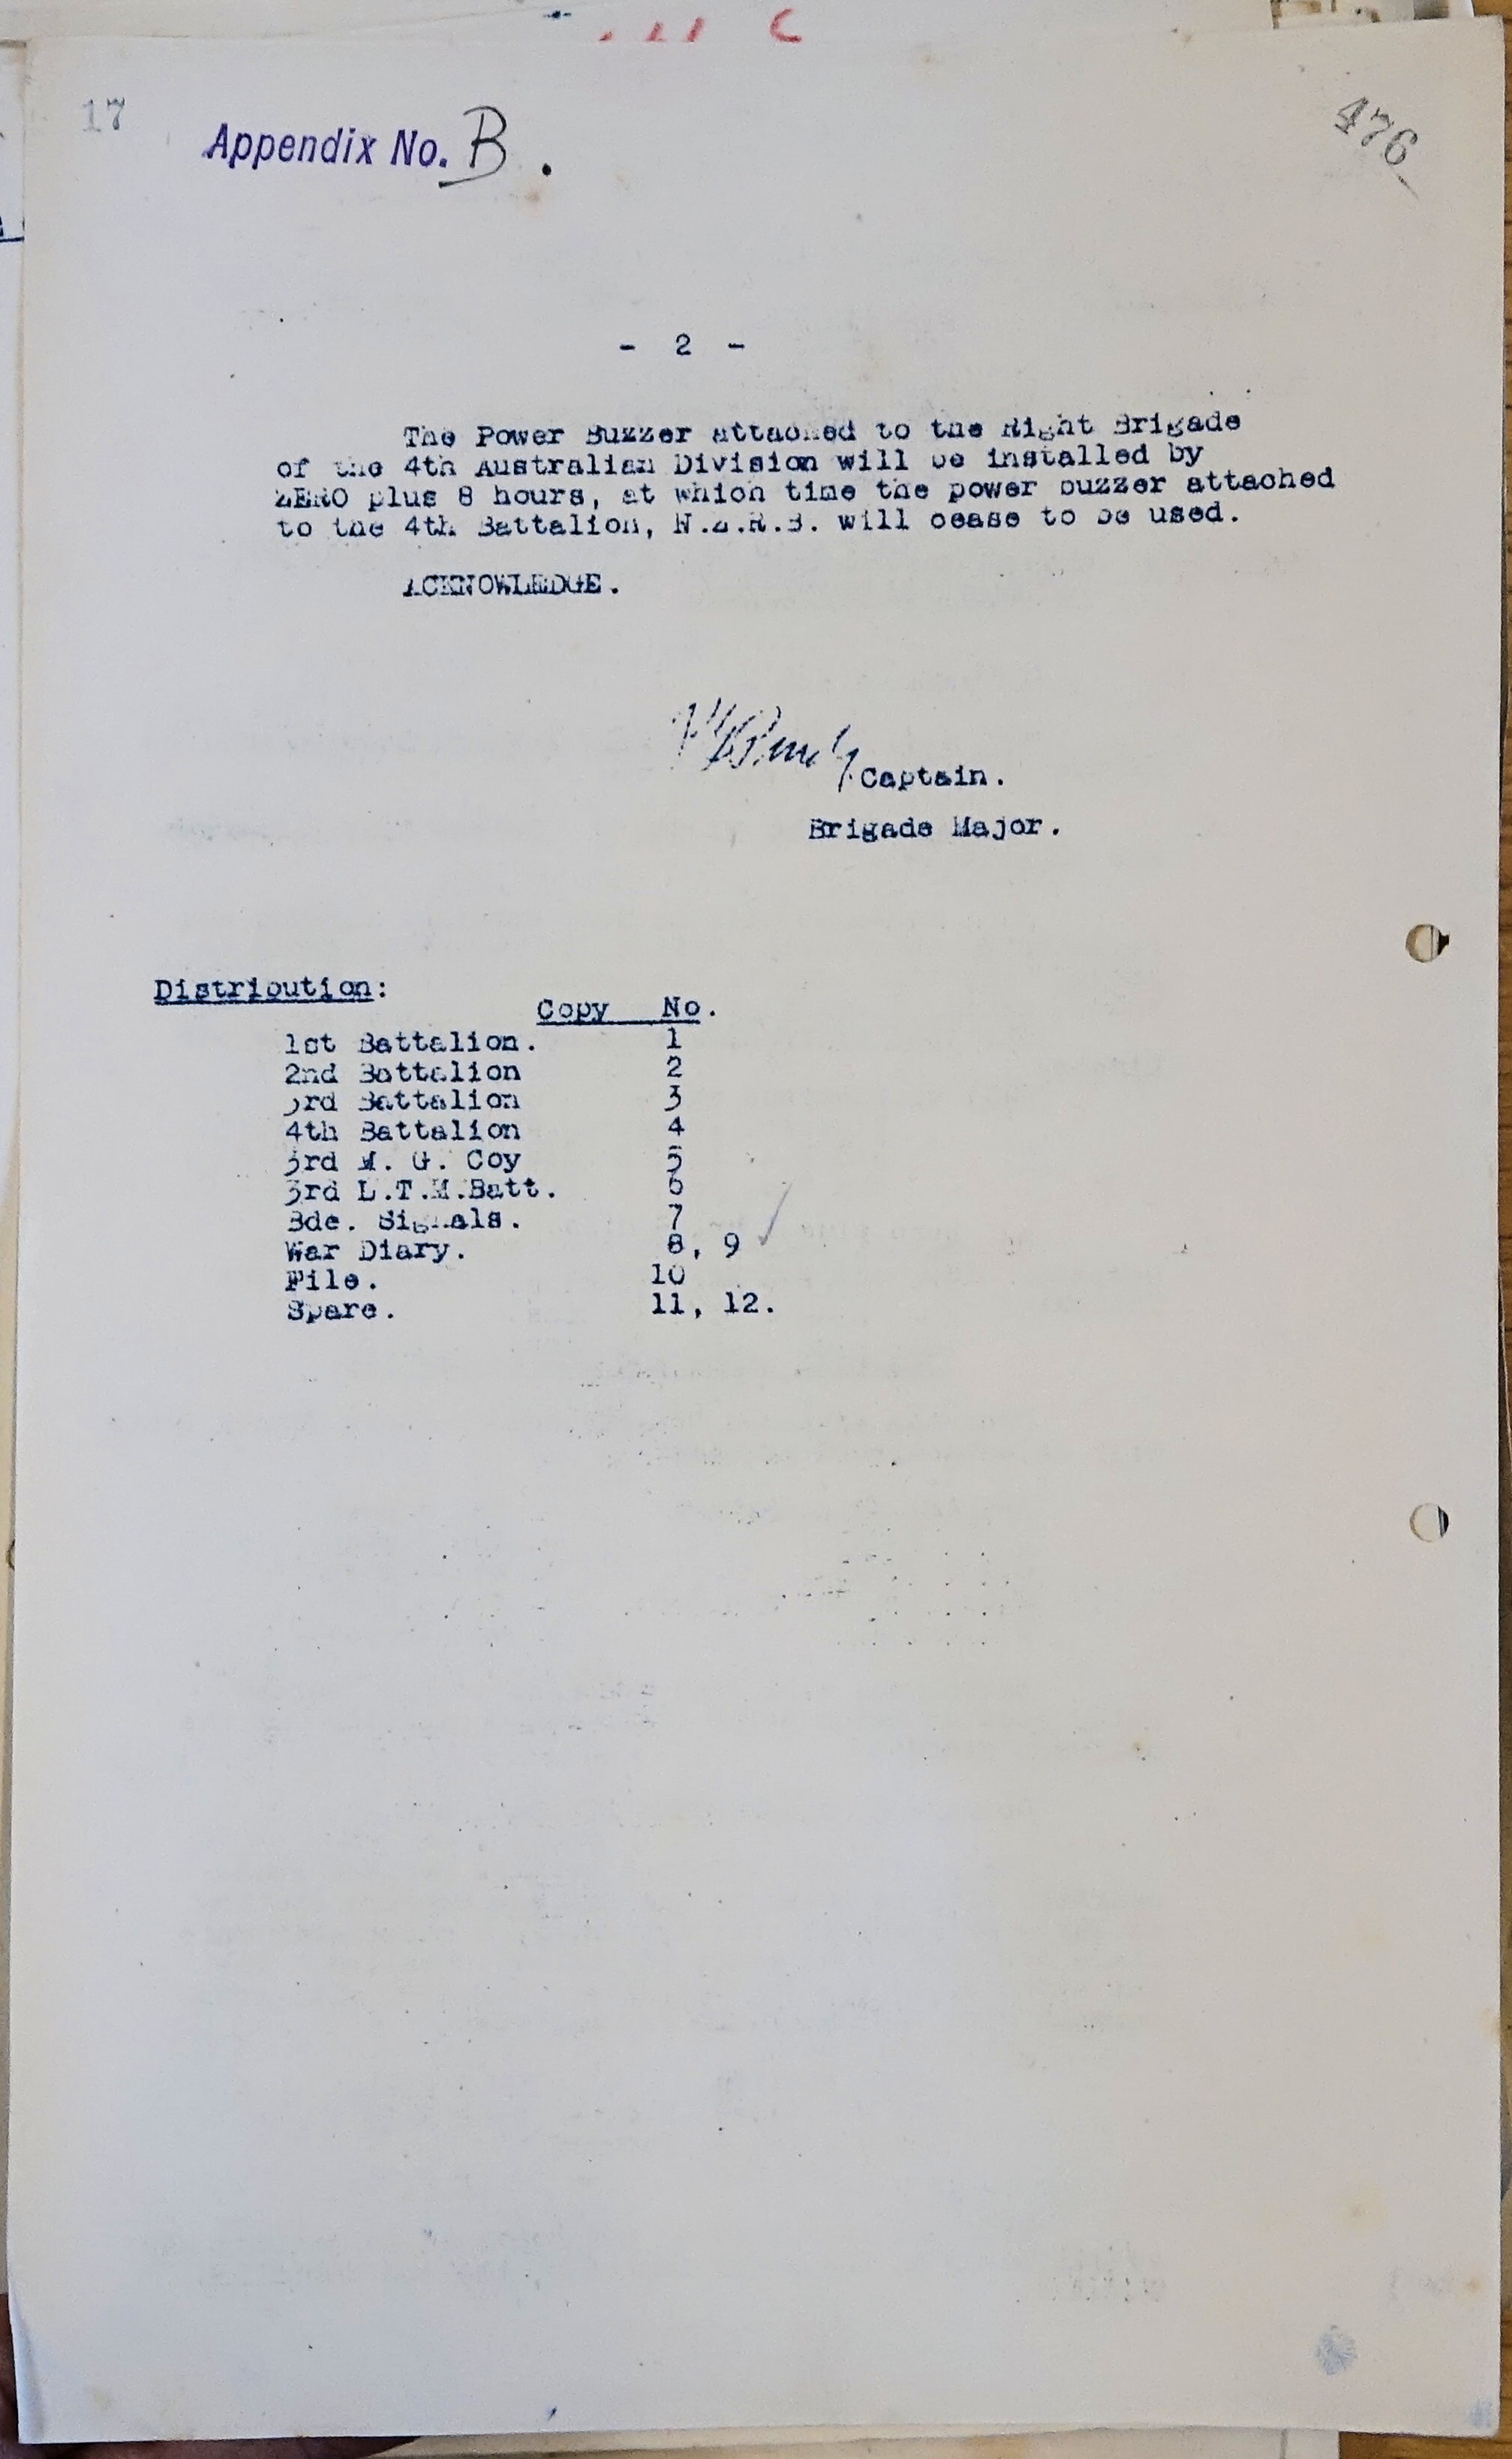 17
Appendix No. B.
476
- 2 -
The Power Buzzer attached to the Right Brigade
of the 4th Australian Division will be installed by
ZERO plus 8 hours, at which time the power buzzer attached
to the 4th Battalion, N.Z.R.B. will cease to be used.
ACKNOWLEDGE.
Captain.
Brigade Major.
Distribution:
Copy No.
1st Battalion. 1
2nd Battalion 2
3rd Battalion 3
4th Battalion 4
3rd M. G. Coy 5
3rd L.T.M.Batt. 6
Bde. Signals. 7
War Diary. 8, 9
File. 10
Spare. 11, 12.